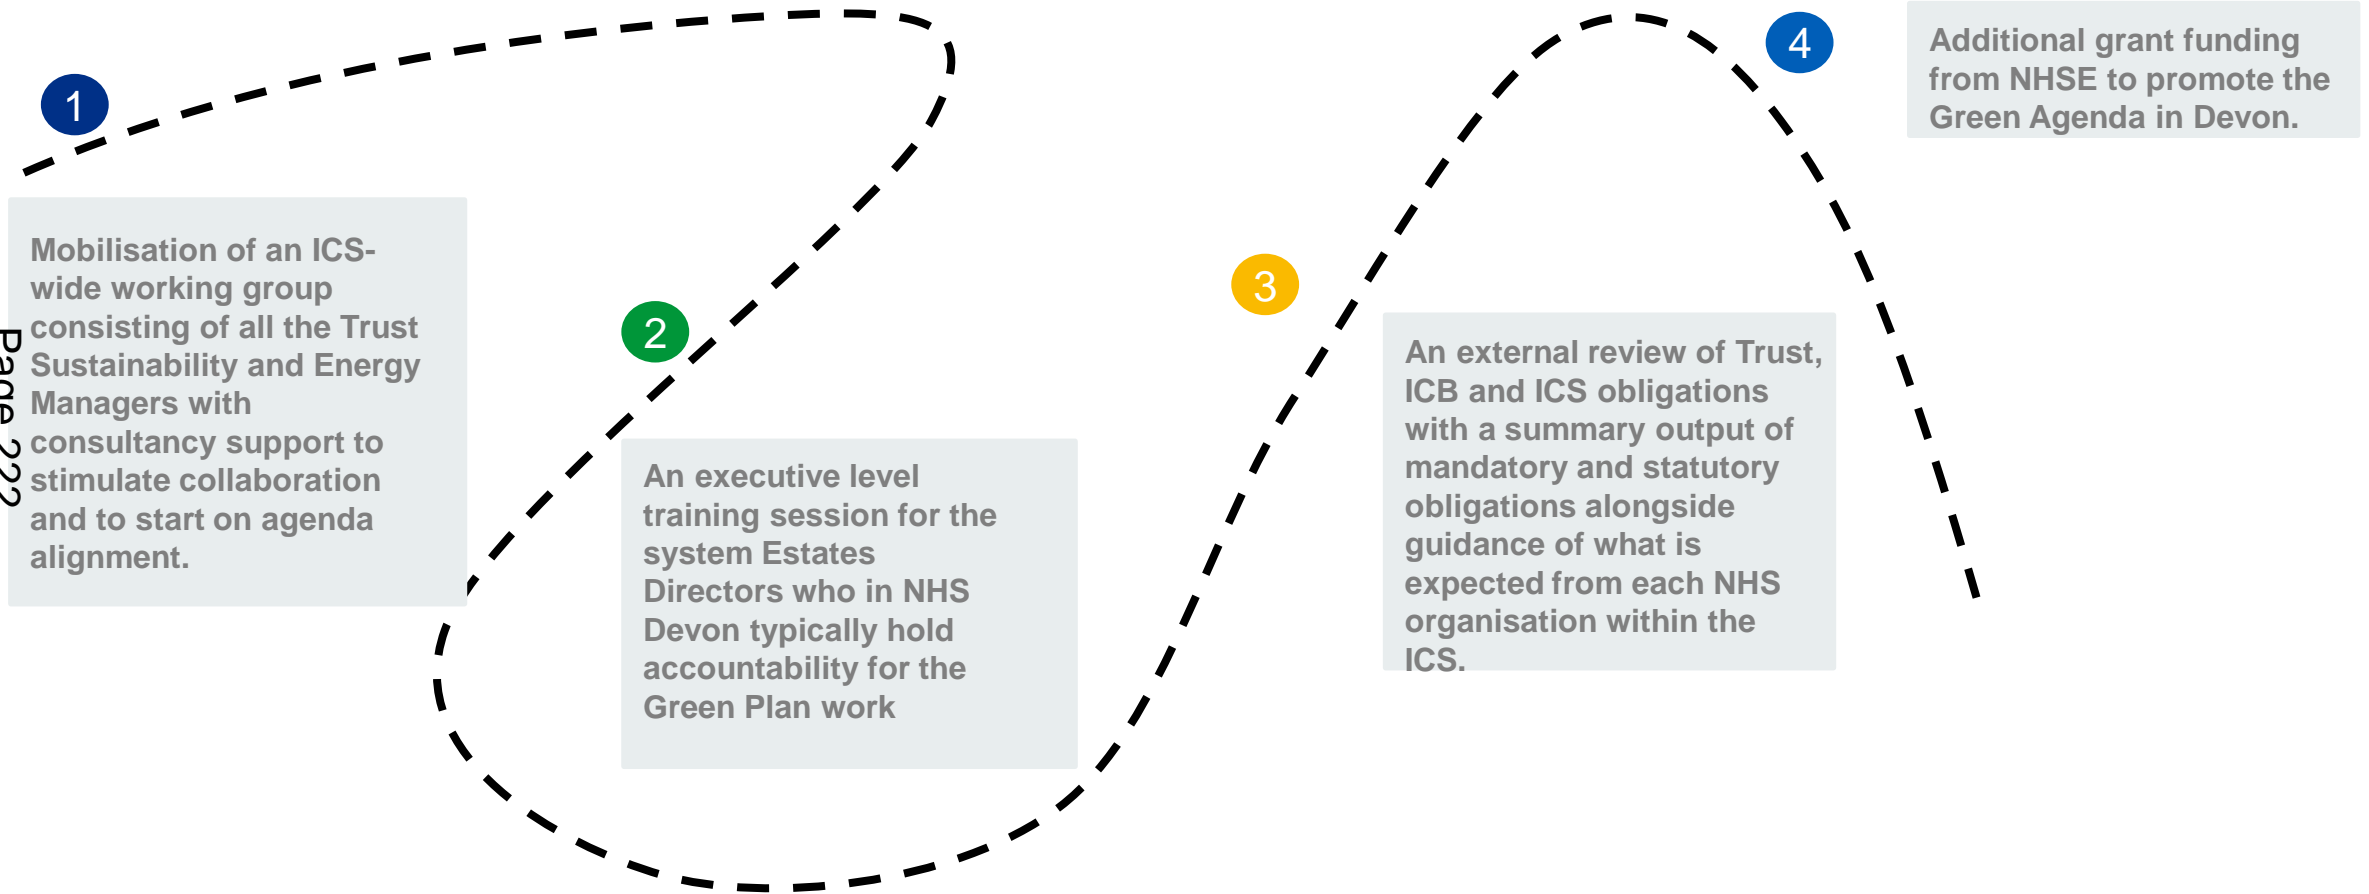 1
Mobilisation of an ICS-
wide working group
consisting of all the Trust
Sustainability and Energy
Managers with
consultancy support to
stimulate collaboration
and to start on agenda
alignment.
Page 222
2
An executive level
training session for the
system Estates
Directors who in NHS
Devon typically hold
accountability for the
Green Plan work
3
An external review of Trust,
ICB and ICS obligations
with a summary output of
mandatory and statutory
obligations alongside
guidance of what is
expected from each NHS
organisation within the
ICS.
4
Additional grant funding
from NHSE to promote the
Green Agenda in Devon.